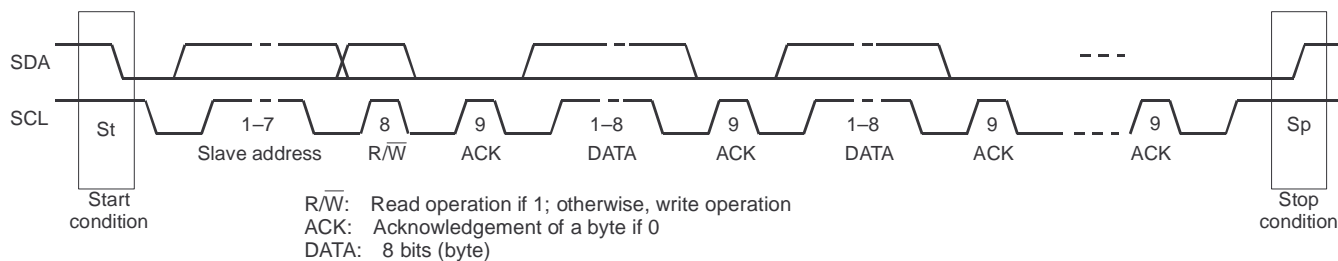 SDA
SCL
St
1–7
8
9
1–8
9
1–8
9
9
Sp
Slave address
R/W̅
ACK
DATA
ACK
DATA
ACK
ACK
Start
condition
Stop
condition
R/W̅: Read operation if 1; otherwise, write operation
ACK: Acknowledgement of a byte if 0
DATA: 8 bits (byte)